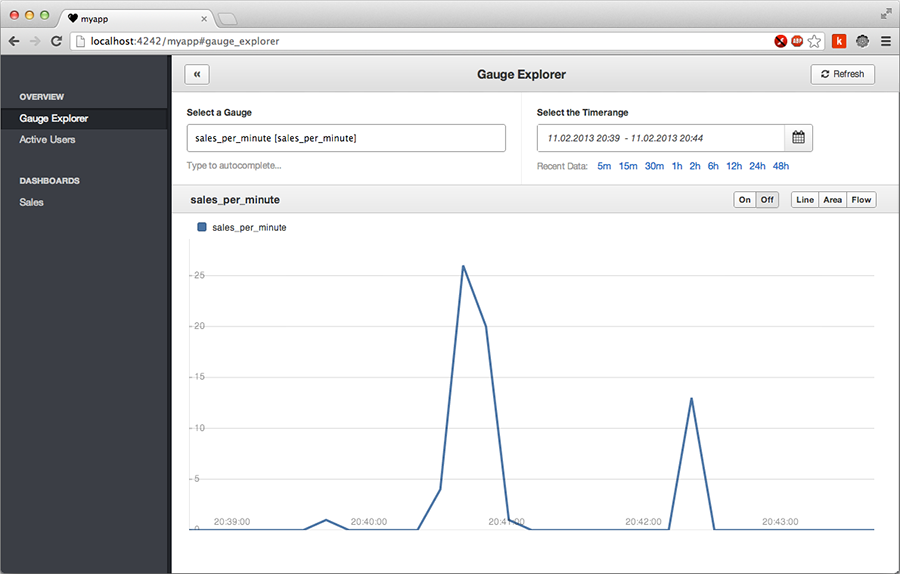 myapp
localhost:4242/myapp#gauge_explorer
ABP
k
OVERVIEW
Gauge Explorer
Active Users
DASHBOARDS
Sales
«
Gauge Explorer
Refresh
Select a Gauge
sales_per_minute [sales_per_minute]
Type to autocomplete...
Select the Timerange
11.02.2013 20:39 - 11.02.2013 20:44
Recent Data: 5m 15m 30m 1h 2h 6h 12h 24h 48h
sales_per_minute
On Off
Line Area Flow
sales_per_minute
25
20
15
10
5
0
20:39:00 20:40:00 20:41:00 20:42:00 20:43:00